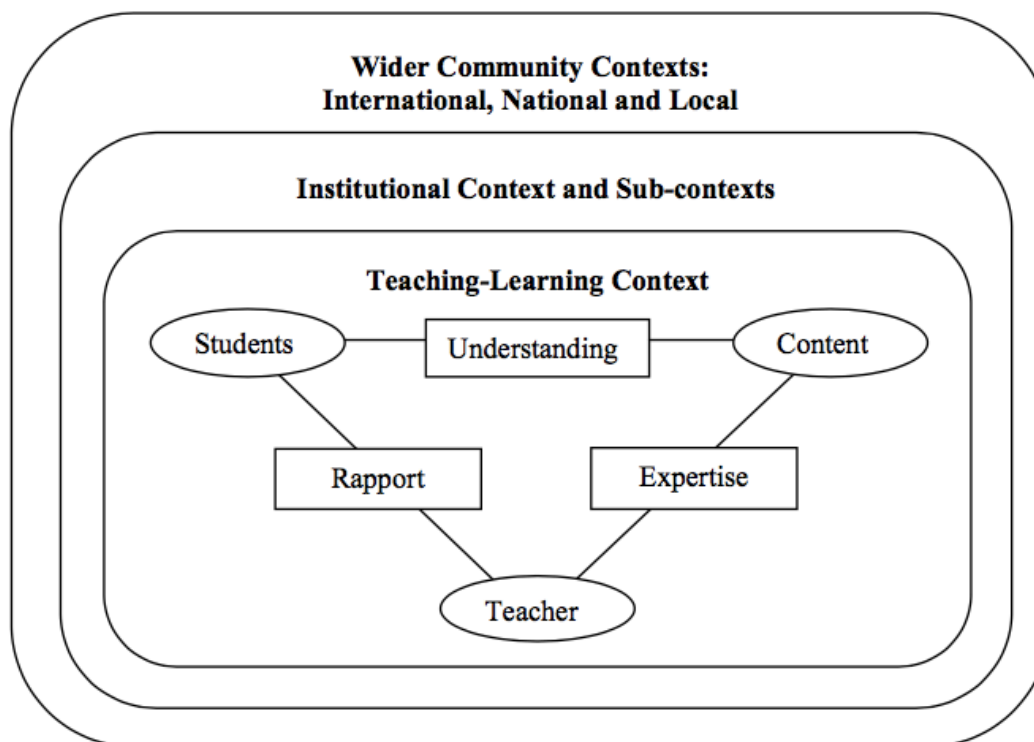 Wider Community Contexts:
International, National and Local
Institutional Context and Sub-contexts
Teaching-Learning Context
Students
Understanding
Content
Rapport
Expertise
Teacher